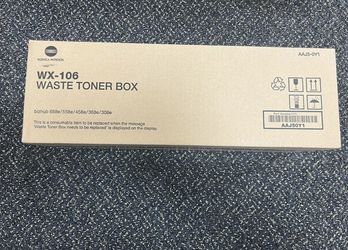 KONICA MINOLTA
AAJ5-0Y1
WX-106
WASTE TONER BOX
bizhub 658e/558e/458e/368e/308e
This is a consumable item to be replaced when the message
'Waste Toner Box needs to be replaced' is displayed on the display.
AAJ50Y1